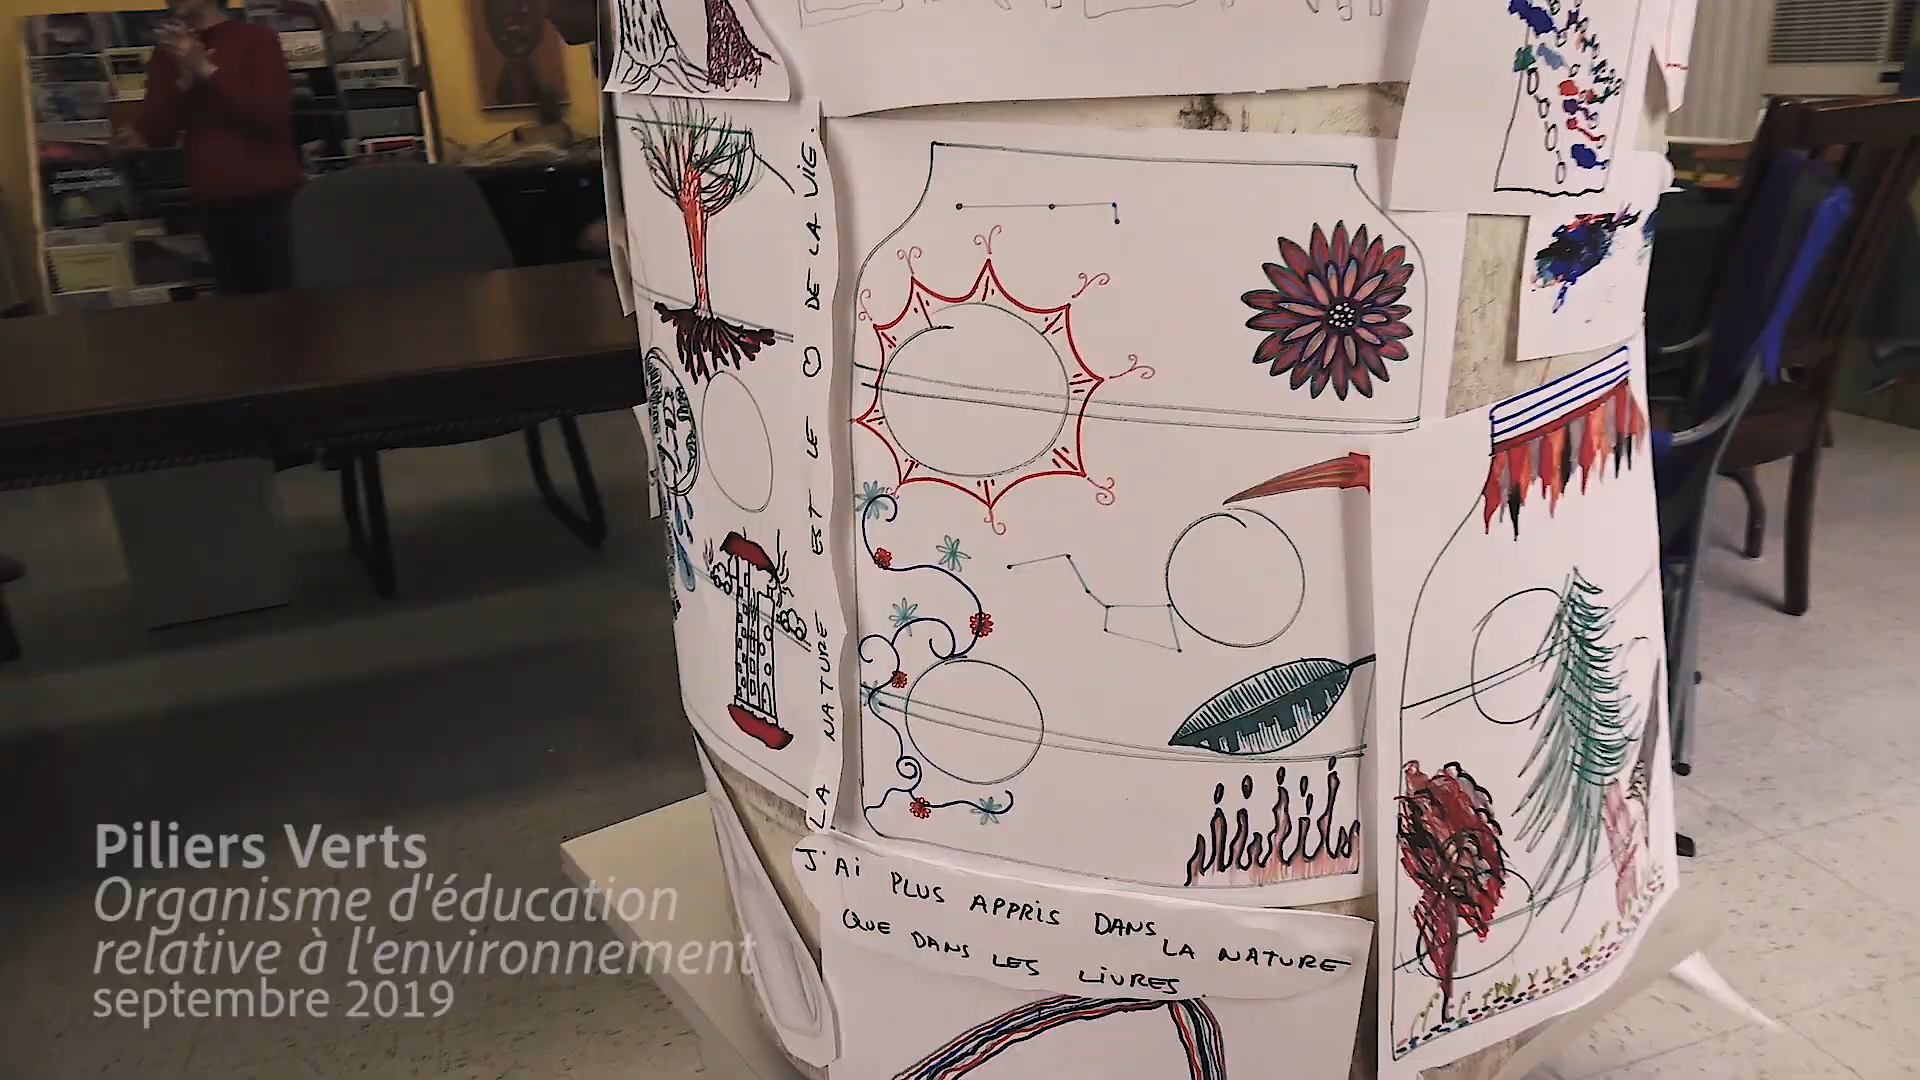 LA NATURE EST LE ♡ DE LA VIE.
J'AI PLUS APPRIS DANS LA NATURE
QUE DANS LES LIVRES.
Piliers Verts
Organisme d'éducation
relative à l'environnement
septembre 2019